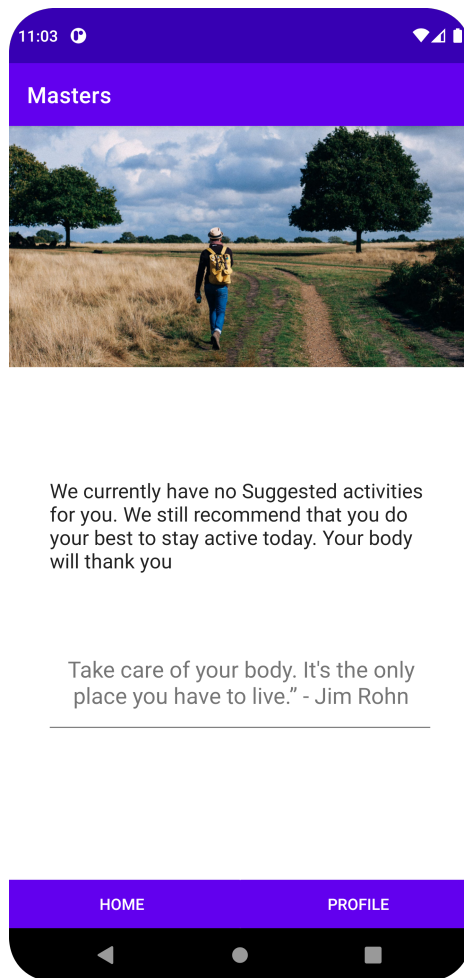 11:03
Masters
We currently have no Suggested activities
for you. We still recommend that you do
your best to stay active today. Your body
will thank you
Take care of your body. It's the only
place you have to live.” - Jim Rohn
HOME PROFILE